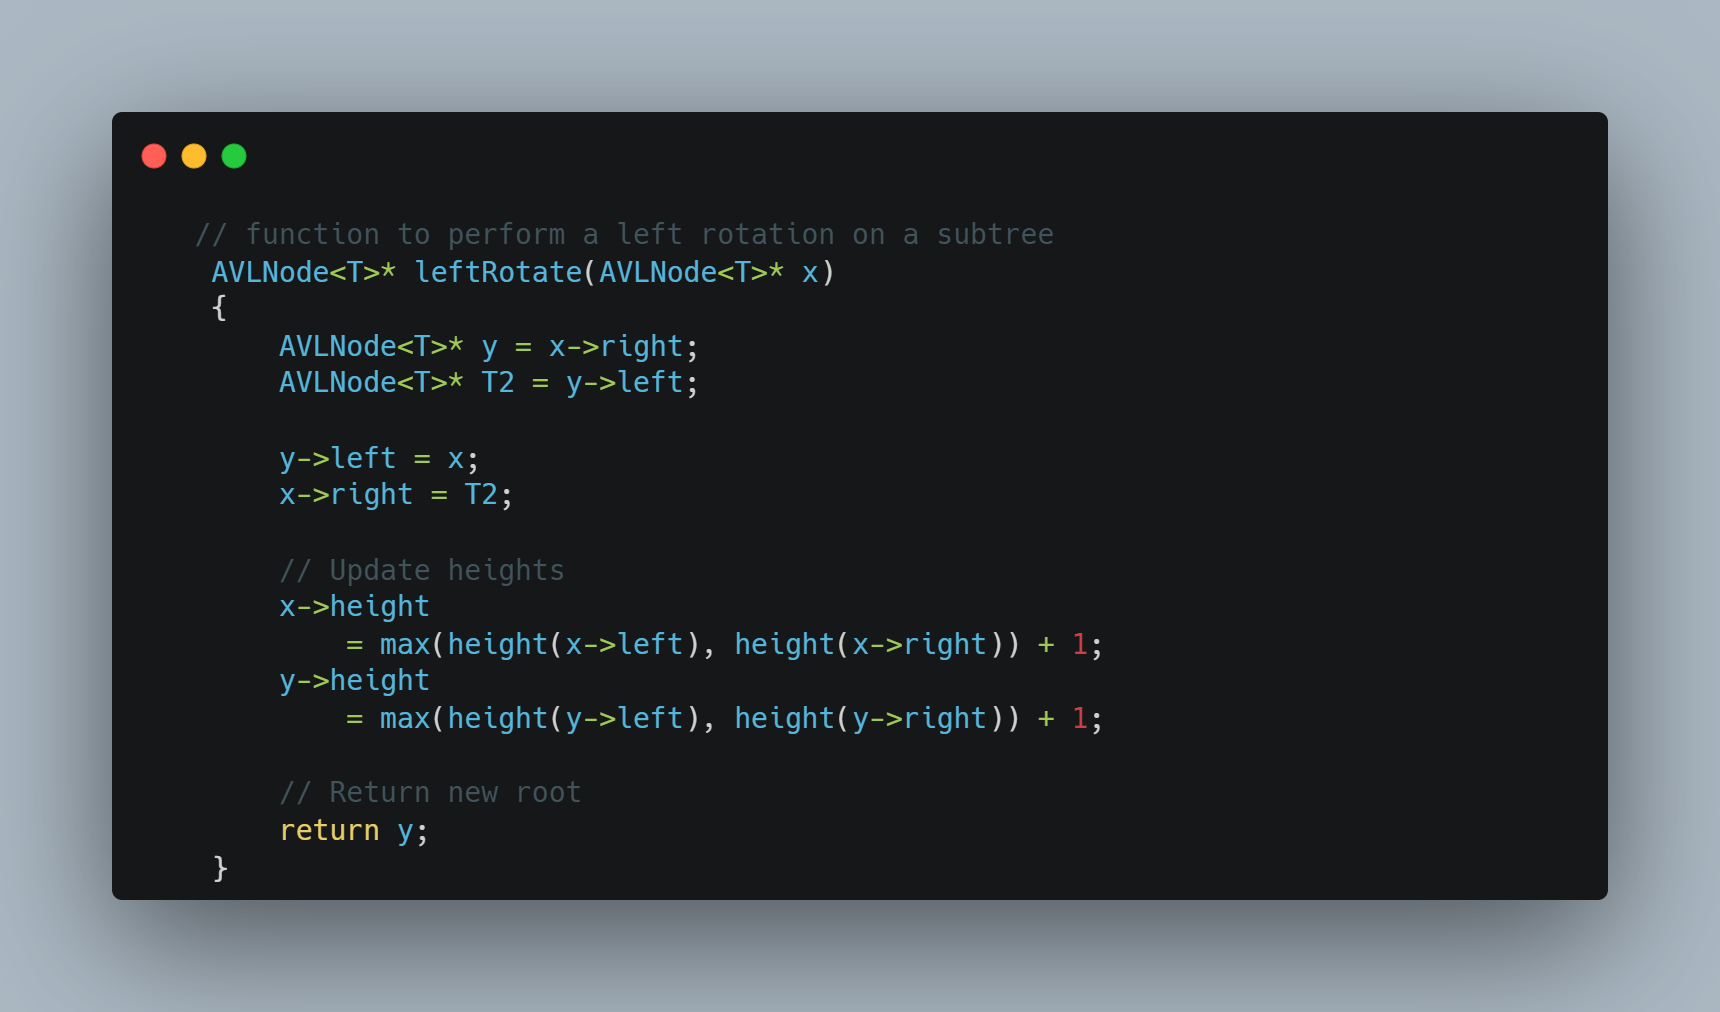 // function to perform a left rotation on a subtree
AVLNode<T>* leftRotate(AVLNode<T>* x)
{
AVLNode<T>* y = x->right;
AVLNode<T>* T2 = y->left;
y->left = x;
x->right = T2;
// Update heights
x->height
= max(height(x->left), height(x->right)) + 1;
y->height
= max(height(y->left), height(y->right)) + 1;
// Return new root
return y;
}